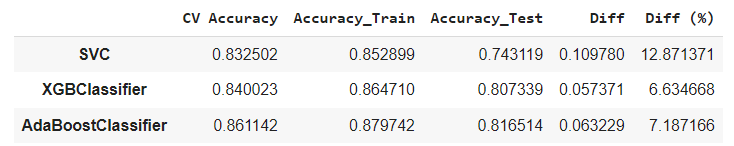 CV Accuracy Accuracy_Train Accuracy_Test Diff Diff (%)
SVC 0.832502 0.852899 0.743119 0.109780 12.871371
XGBClassifier 0.840023 0.864710 0.807339 0.057371 6.634668
AdaBoostClassifier 0.861142 0.879742 0.816514 0.063229 7.187166